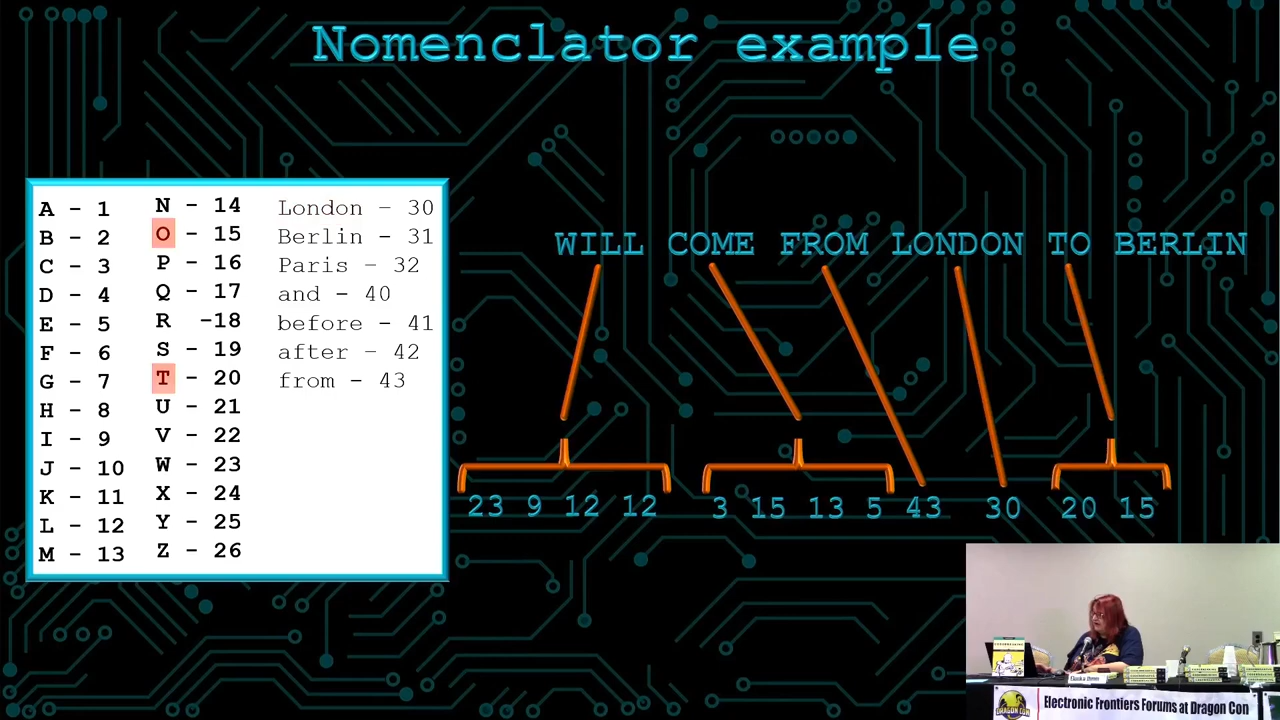 Nomenclator example
A - 1
B - 2
C - 3
D - 4
E - 5
F - 6
G - 7
H - 8
I - 9
J - 10
K - 11
L - 12
M - 13
N - 14
O - 15
P - 16
Q - 17
R -18
S - 19
T - 20
U - 21
V - 22
W - 23
X - 24
Y - 25
Z - 26
London - 30
Berlin - 31
Paris - 32
and - 40
before - 41
after - 42
from - 43
WILL COME FROM LONDON TO BERLIN
23 9 12 12 3 15 13 5 43 30 20 15
DRAGON CON
Electronic Frontiers Forums at Dragon Con